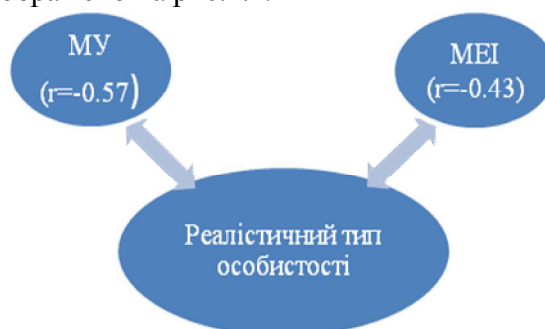 МУ
(r=-0.57)
МЕІ
(r=-0.43)
Реалістичний тип
особистості